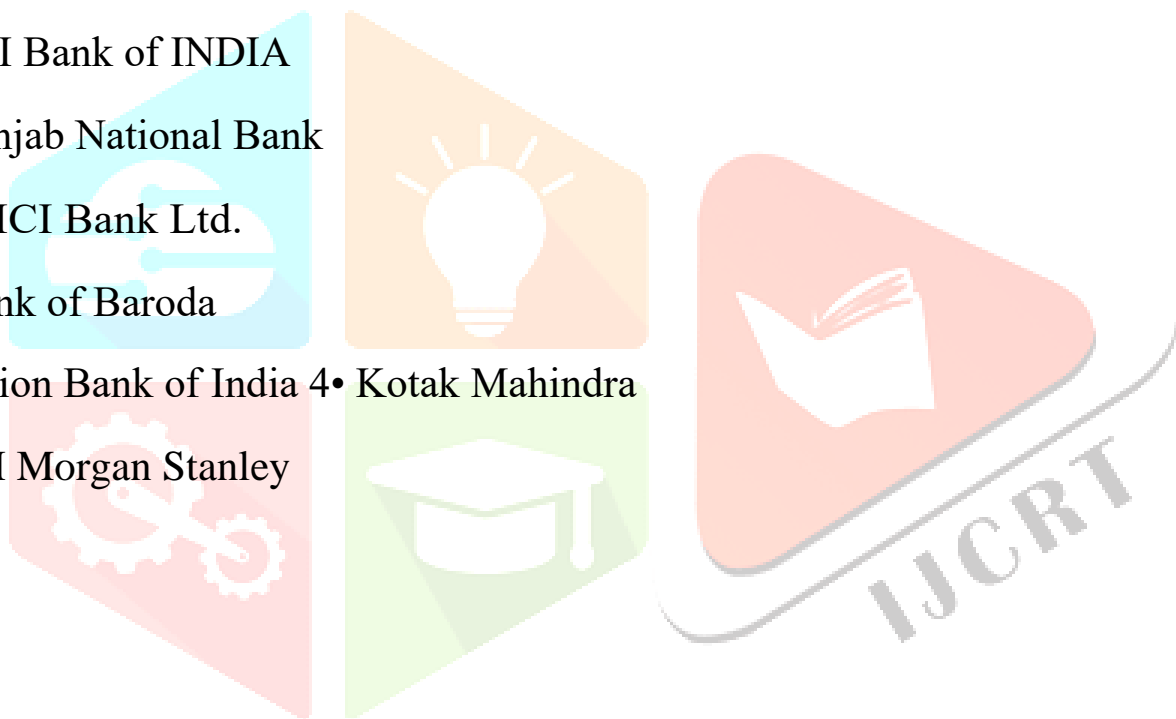 I Bank of INDIA
njab National Bank
ICI Bank Ltd.
nk of Baroda
ion Bank of India 4• Kotak Mahindra
I Morgan Stanley
IJCRT